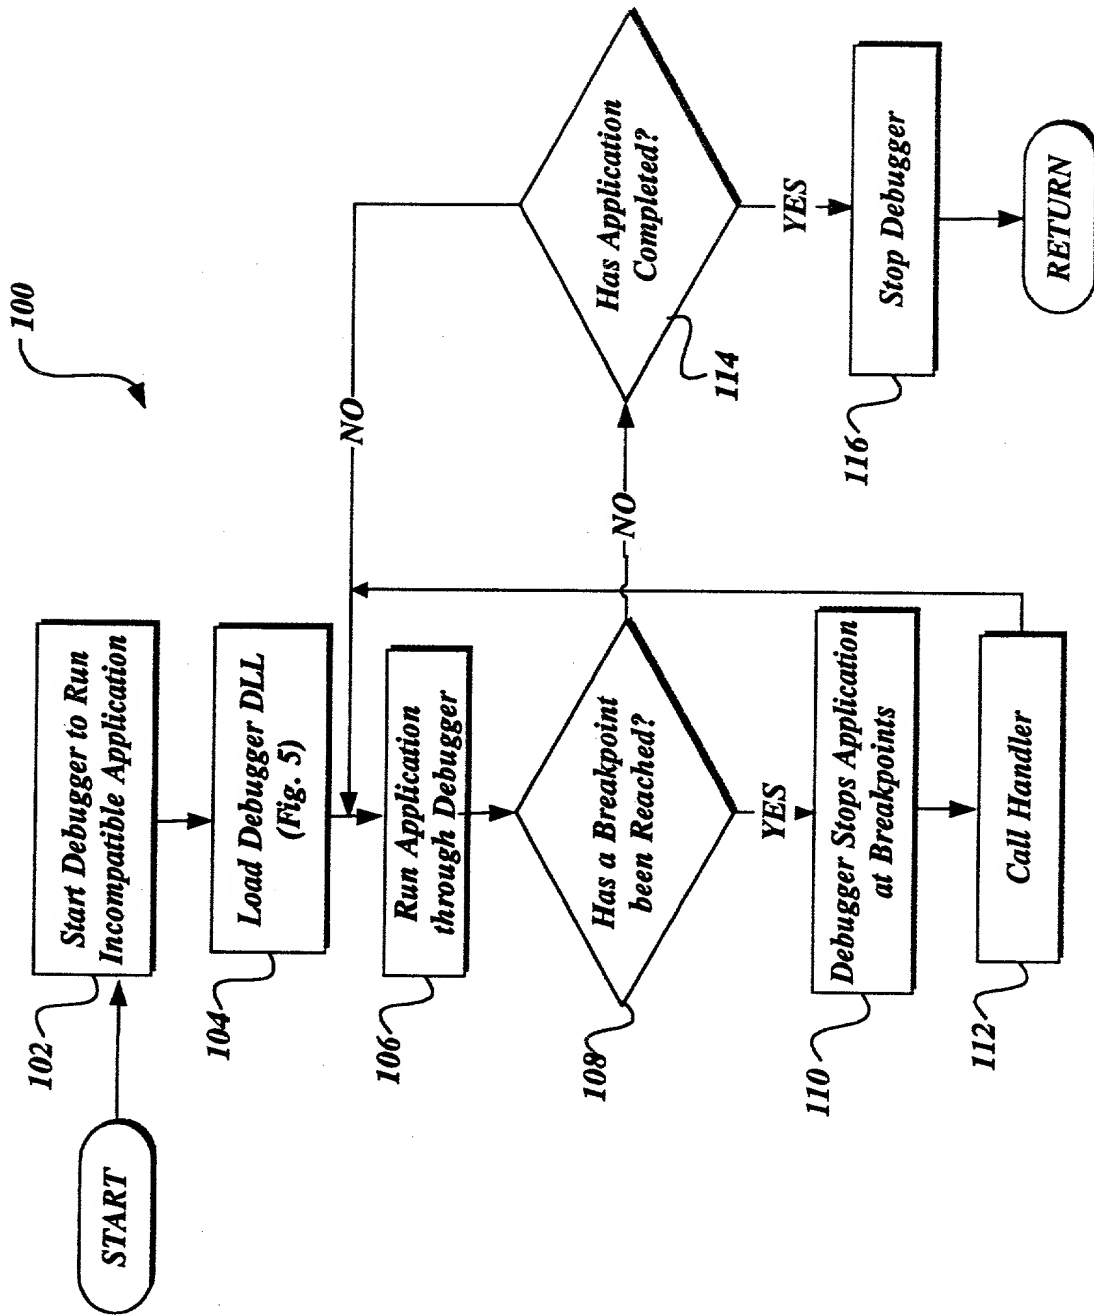 100
START
102
Start Debugger to Run
Incompatible Application
104
Load Debugger DLL
(Fig. 5)
NO
106
Run Application
through Debugger
108
Has a Breakpoint
been Reached?
NO
YES
110
Debugger Stops Application
at Breakpoints
112
Call Handler
Has Application
Completed?
114
YES
116
Stop Debugger
RETURN